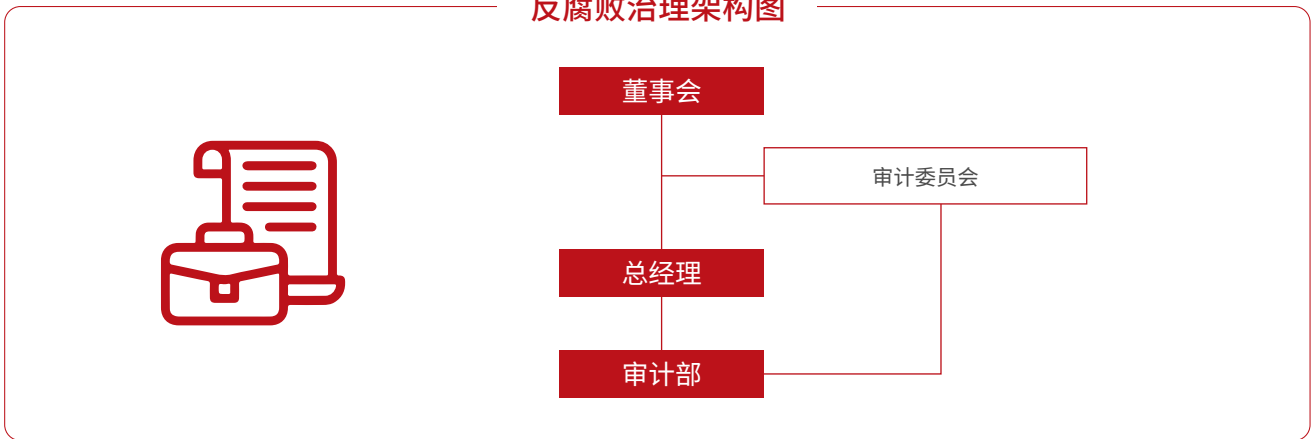 反腐败治理架构图
董事会
审计委员会
总经理
审计部